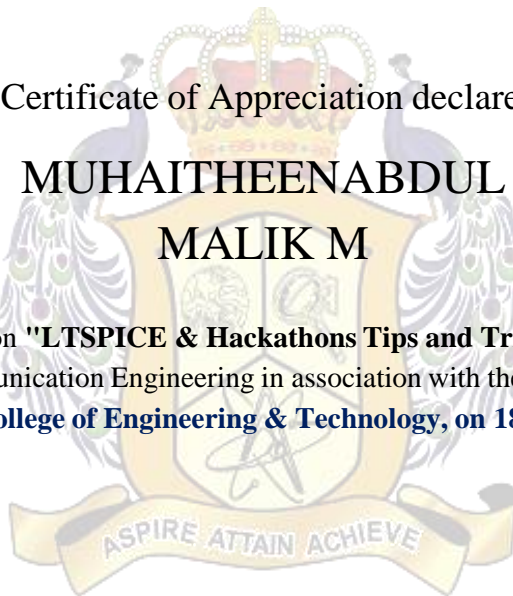 Certificate of Appreciation declare
MUHAITHEENABDUL
MALIK M
on "LTSPICE & Hackathons Tips and Tr
unication Engineering in association with the
ollege of Engineering & Technology, on 18
ASPIRE ATTAIN ACHIEVE